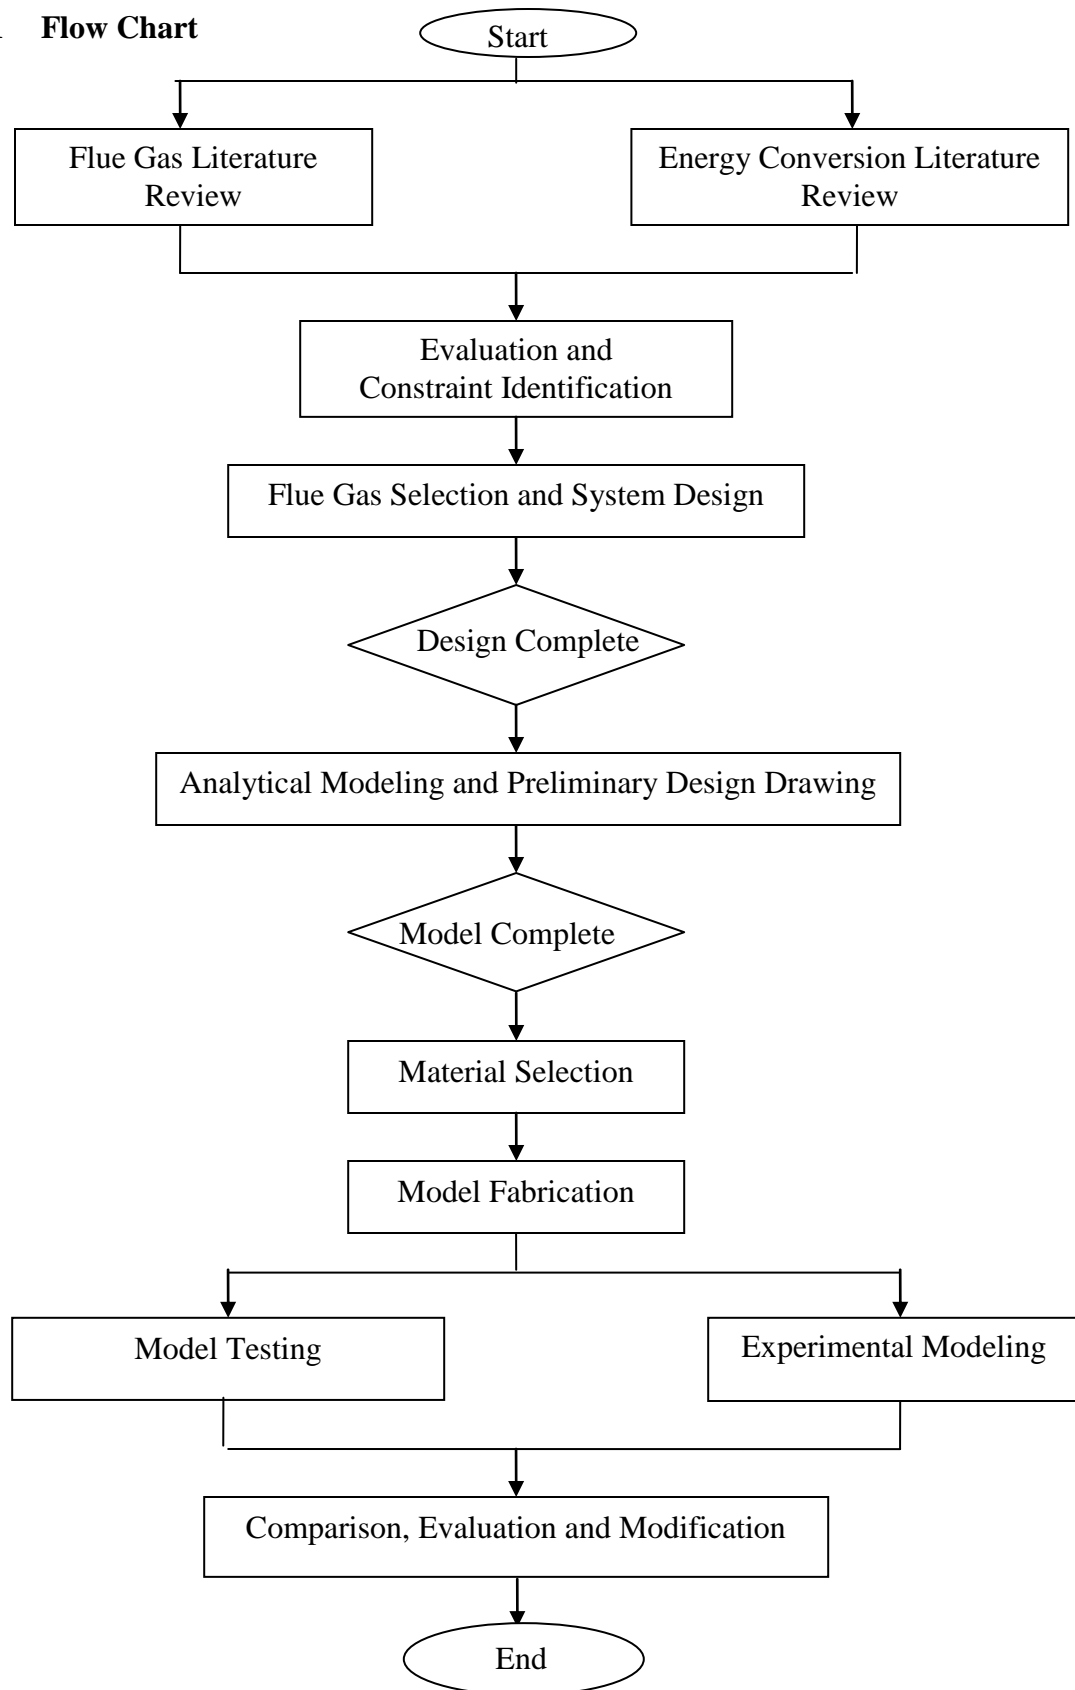 Flow Chart
Start
Flue Gas Literature
Review
Energy Conversion Literature
Review
Evaluation and
Constraint Identification
Flue Gas Selection and System Design
Design Complete
Analytical Modeling and Preliminary Design Drawing
Model Complete
Material Selection
Model Fabrication
Model Testing
Experimental Modeling
Comparison, Evaluation and Modification
End